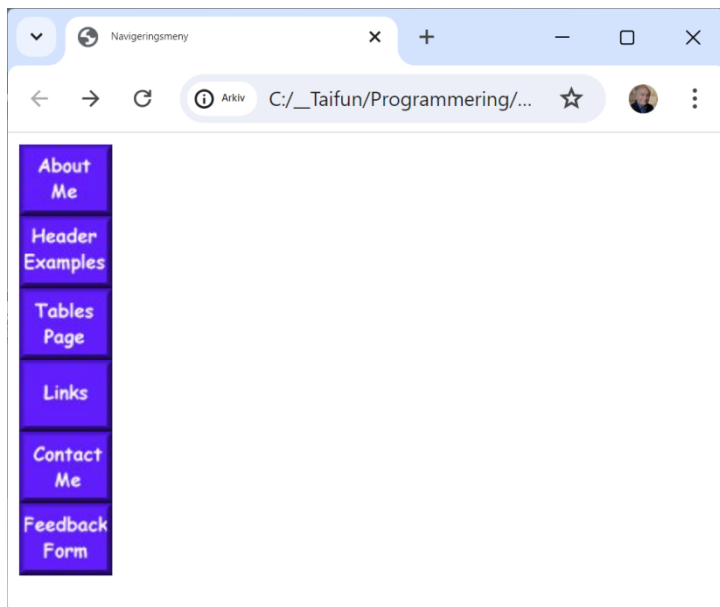 Navigeringsmeny
Arkiv C:/__Taifun/Programmering/...
About
Me
Header
Examples
Tables
Page
Links
Contact
Me
Feedback
Form